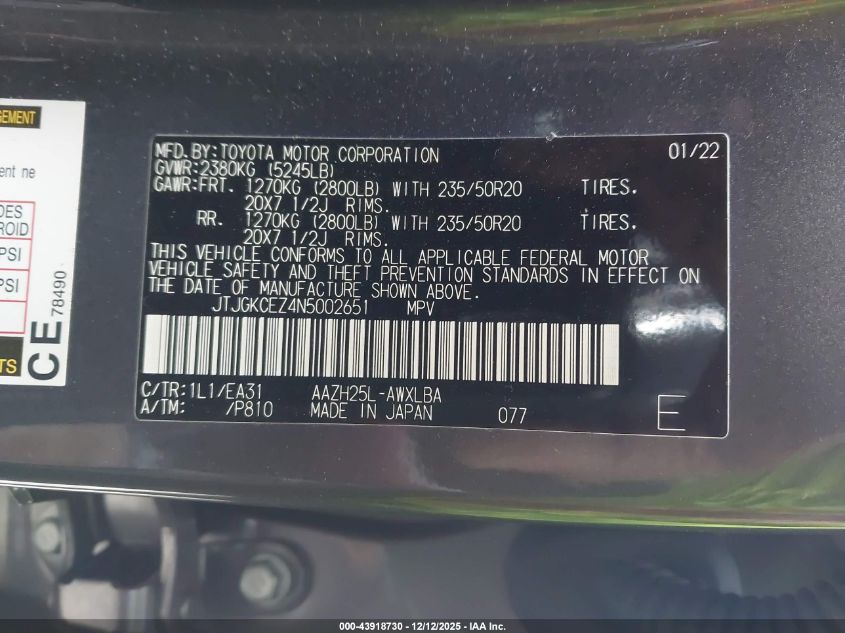 GEMENT
ment ne
DES
ROID
PSI
PSI
CE
78490
TS
MFD.BY:TOYOTA MOTOR CORPORATION 01/22
GVWR:2380KG (5245LB)
GAWR:FRT. 1270KG (2800LB) WITH 235/50R20 TIRES.
20X7 1/2J RIMS.
RR. 1270KG (2800LB) WITH 235/50R20 TIRES.
20X7 1/2J RIMS.
THIS VEHICLE CONFORMS TO ALL APPLICABLE FEDERAL MOTOR
VEHICLE SAFETY AND THEFT PREVENTION STANDARDS IN EFFECT ON
THE DATE OF MANUFACTURE SHOWN ABOVE.
JTJGKCEZ4N5002651 MPV
C/TR:1L1/EA31 AAZH25L-AWXLBA
A/TM: /P810 MADE IN JAPAN 077 E
000-43918730 - 12/12/2025 - IAA Inc.